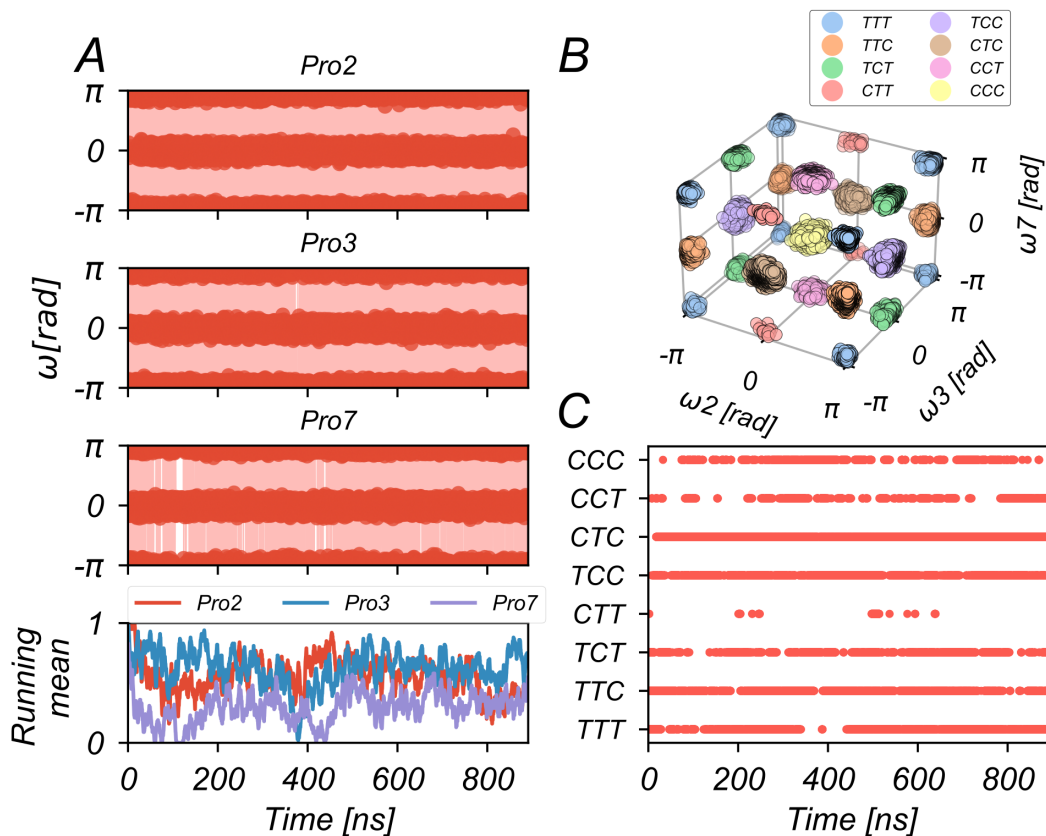 A
Pro2
π
0
-π
Pro3
π
0
-π
ω[rad]
Pro7
π
0
-π
Pro2 Pro3 Pro7
1
0
Running
mean
0 200 400 600 800
Time [ns]
B
TTT TCC
TTC CTC
TCT CCT
CTT CCC
π
0
-π
ω7 [rad]
-π
0
π
ω2 [rad]
-π
0
π
ω3 [rad]
C
CCC
CCT
CTC
TCC
CTT
TCT
TTC
TTT
0 200 400 600 800
Time [ns]